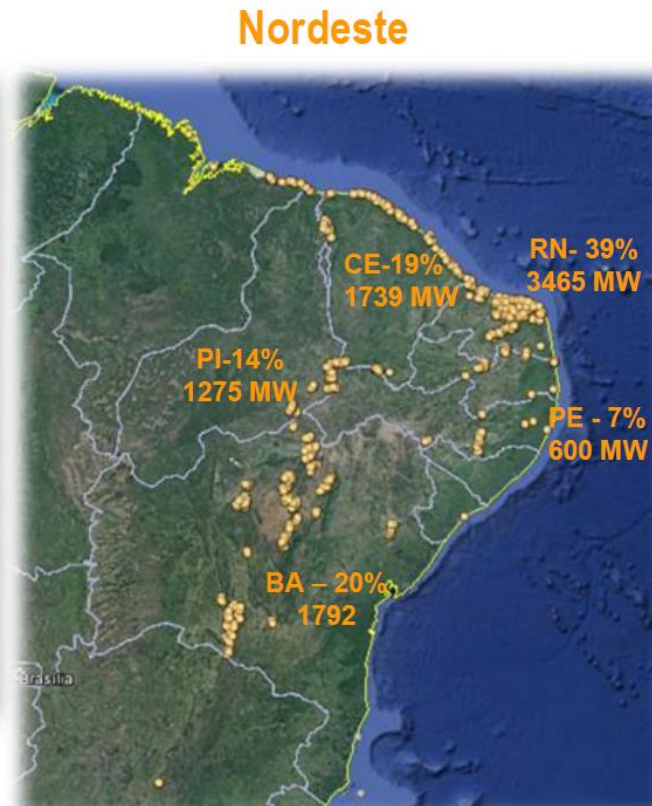 Nordeste
RN- 39%
3465 MW
CE-19%
1739 MW
PI-14%
1275 MW
PE - 7%
600 MW
BA – 20%
1792
Brasília